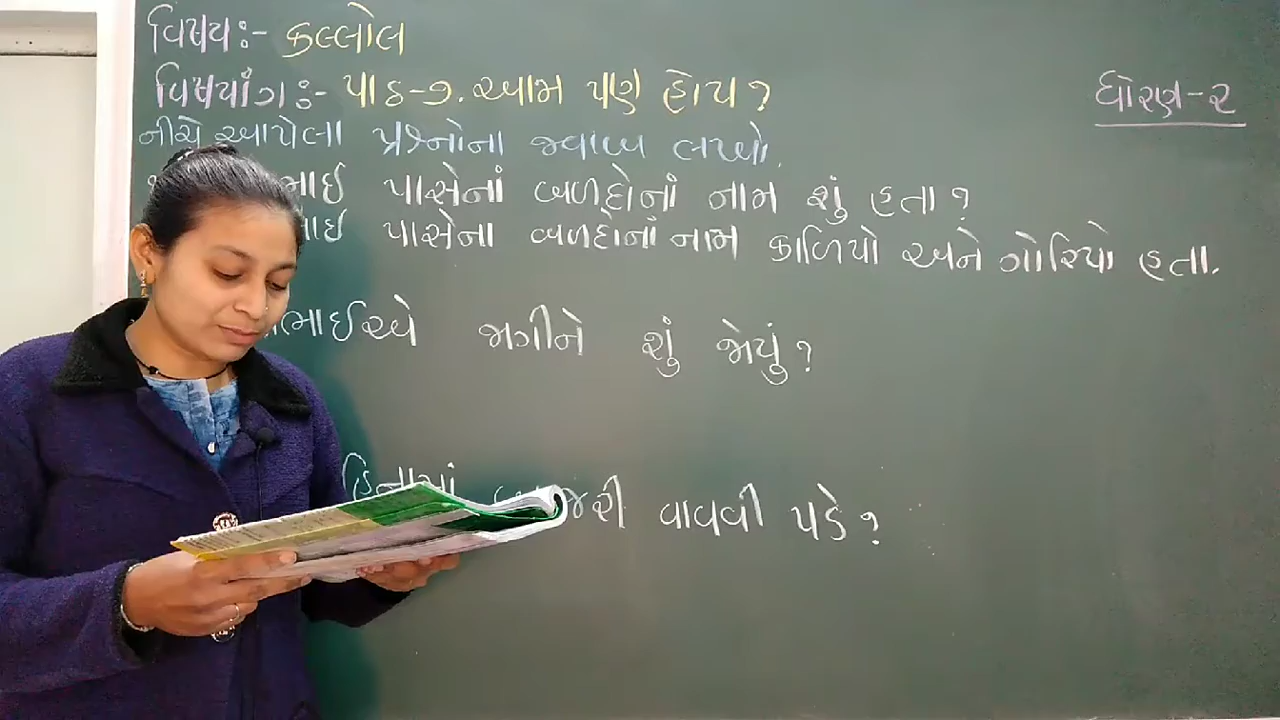 વિષય:- કલ્લોલ
વિષયાંગ:- પાઠ-૭. આમ પણ હોય?
ધોરણ-૨
નીચે આપેલા પ્રશ્નોના જવાબ લખો.
ભાઈ પાસેનાં બળદોનાં નામ શું હતા?
ભાઈ પાસેના બળદોનાં નામ કાળિયો અને ગોરિયો હતા.
ભાઈએ જાગીને શું જોયું?
વાવવી પડે?